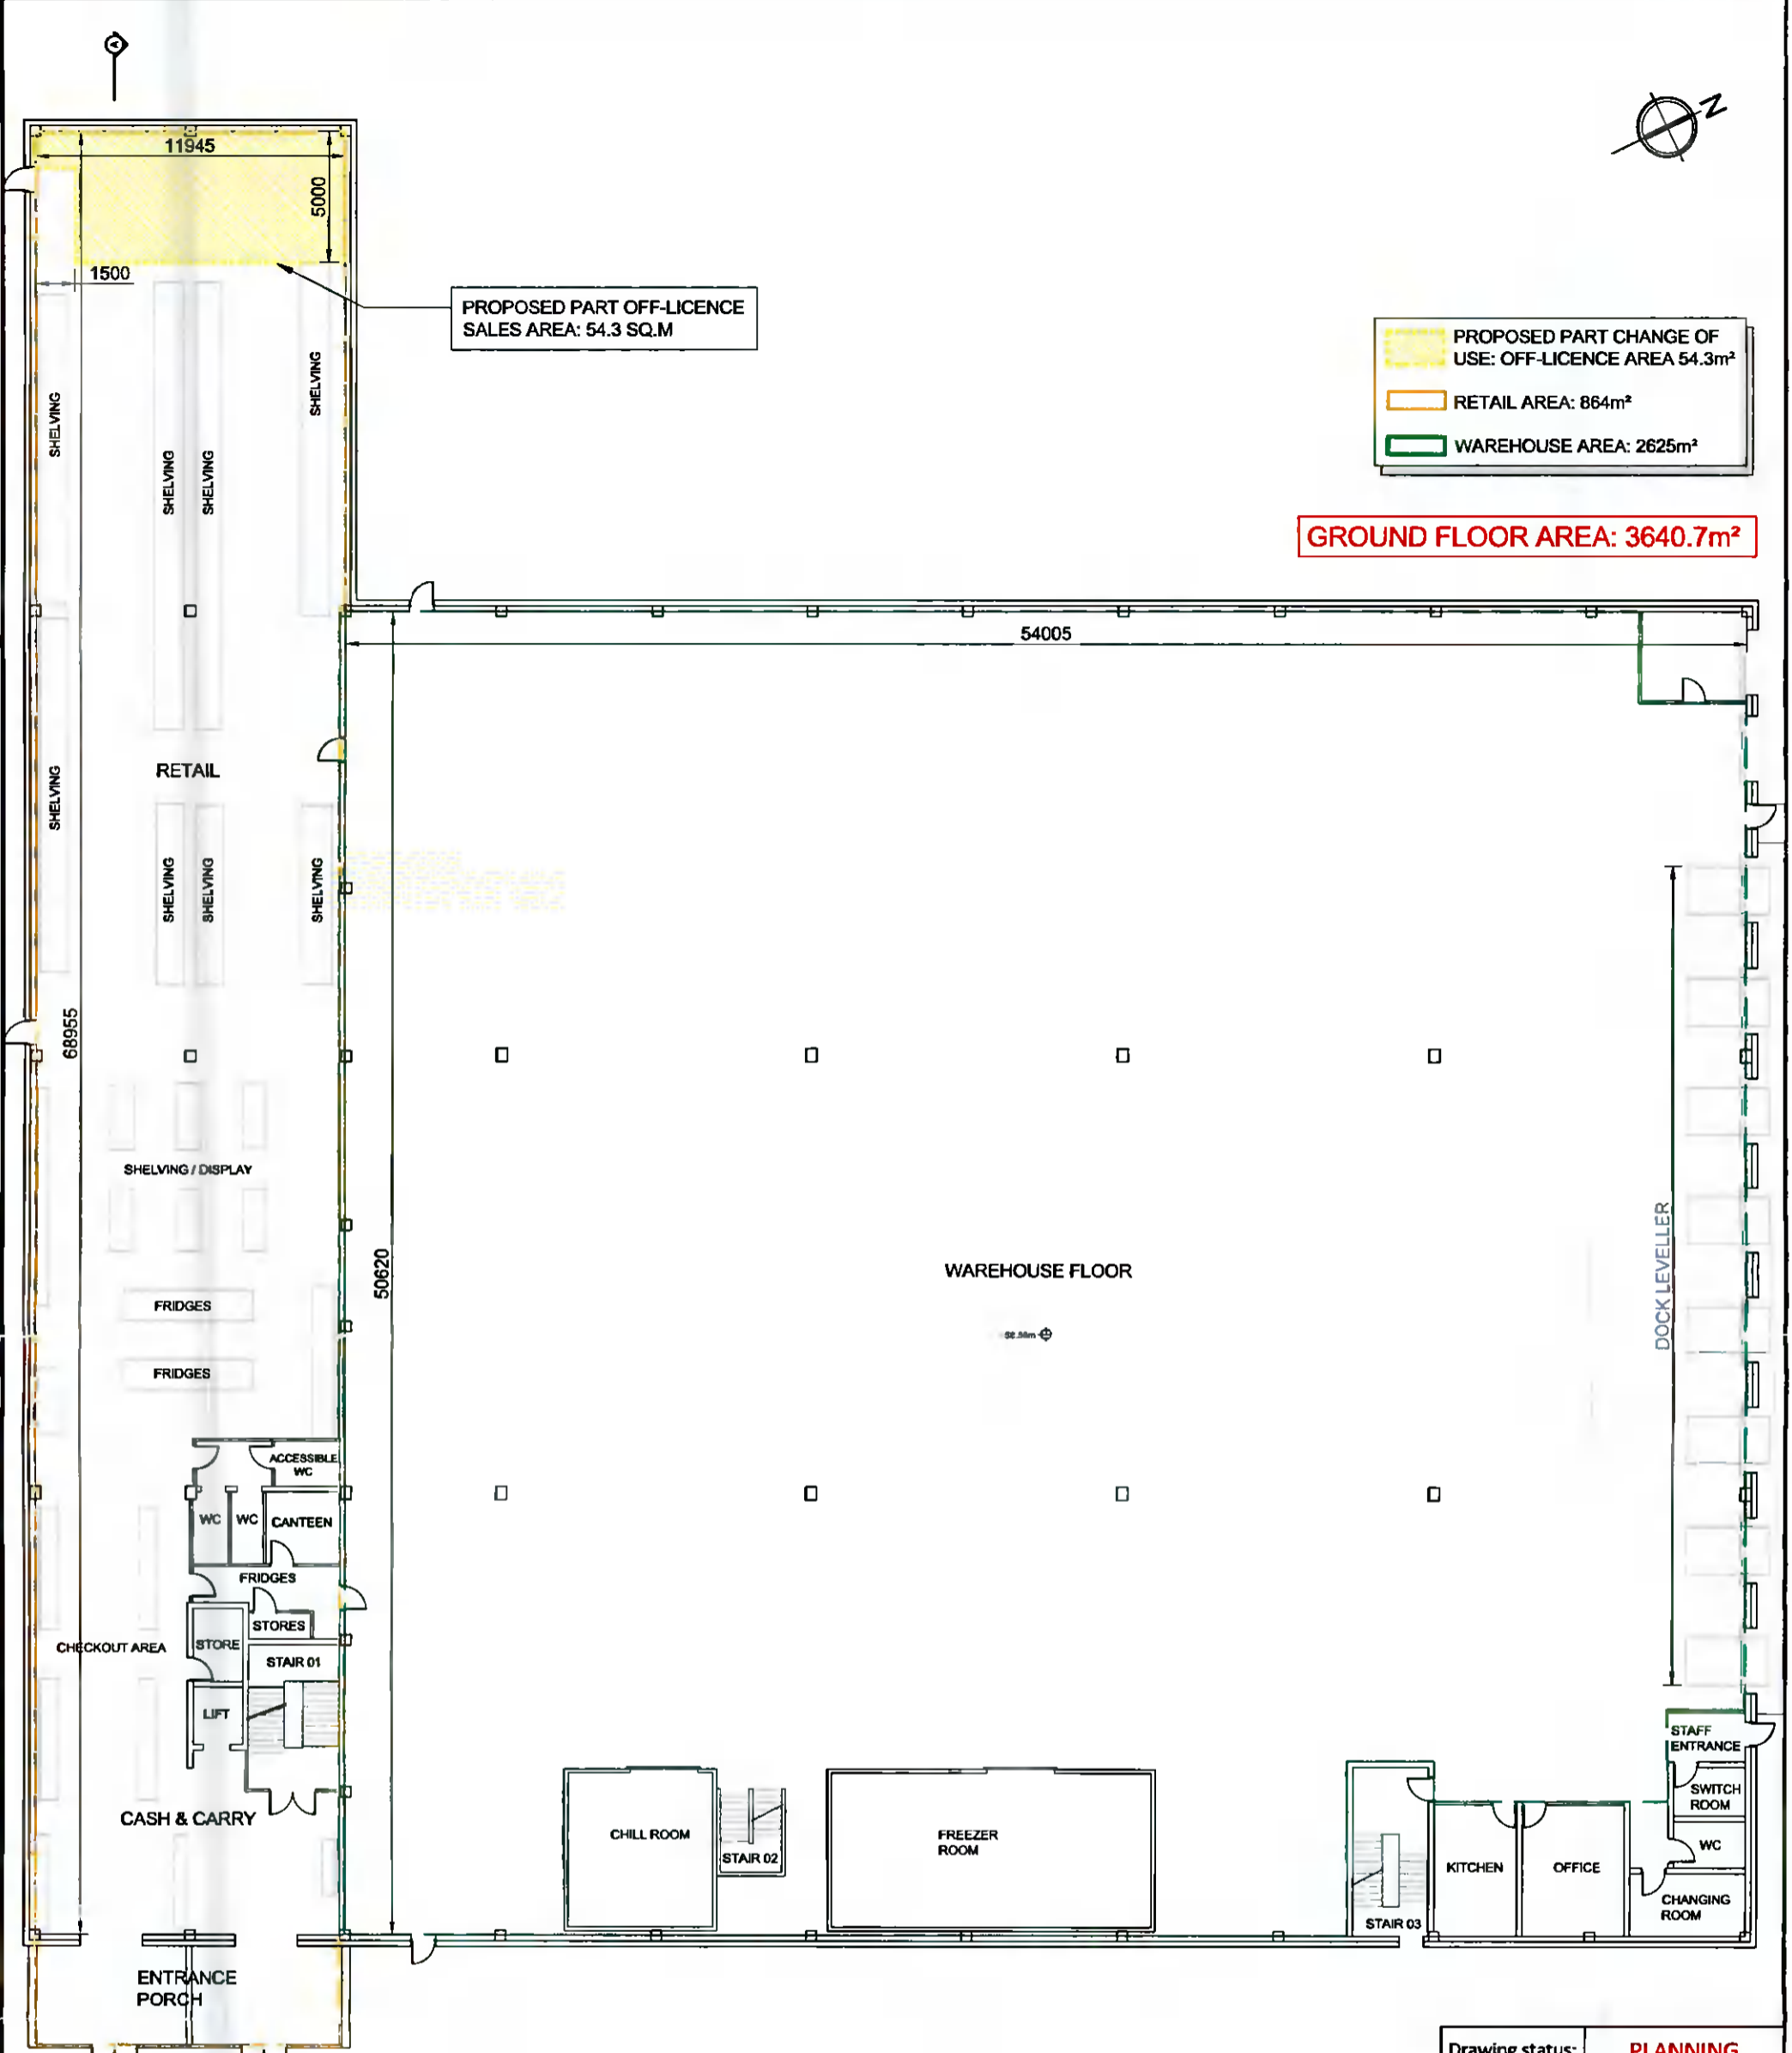 A
N
11945
5000
1500
PROPOSED PART OFF-LICENCE
SALES AREA: 54.3 SQ.M
PROPOSED PART CHANGE OF
USE: OFF-LICENCE AREA 54.3m²
RETAIL AREA: 864m²
WAREHOUSE AREA: 2625m²
GROUND FLOOR AREA: 3640.7m²
SHELVING
SHELVING
SHELVING
SHELVING
54005
RETAIL
SHELVING
SHELVING
SHELVING
SHELVING
68955
SHELVING / DISPLAY
50620
WAREHOUSE FLOOR
DOCK LEVELLER
FRIDGES
FRIDGES
ACCESSIBLE
WC
WC
WC
CANTEEN
FRIDGES
STORES
CHECKOUT AREA
STORE
STAIR 01
LIFT
CASH & CARRY
CHILL ROOM
STAIR 02
FREEZER
ROOM
STAIR 03
KITCHEN
OFFICE
STAFF
ENTRANCE
SWITCH
ROOM
WC
CHANGING
ROOM
ENTRANCE
PORCH
Drawing status:
PLANNING